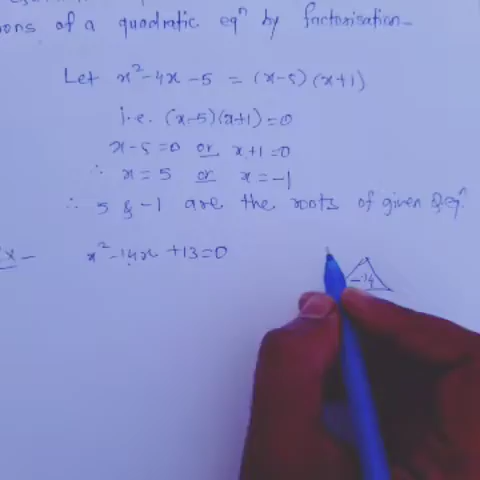 ons of a quadratic eqⁿ by factorisation-
Let x²-4x-5 = (x-5)(x+1)
i.e. (x-5)(x+1)=0
x-5=0 or x+1=0
∴ x=5 or x=-1
∴ 5 & -1 are the roots of given Q.eqⁿ
x- x²-14x+13=0
-14